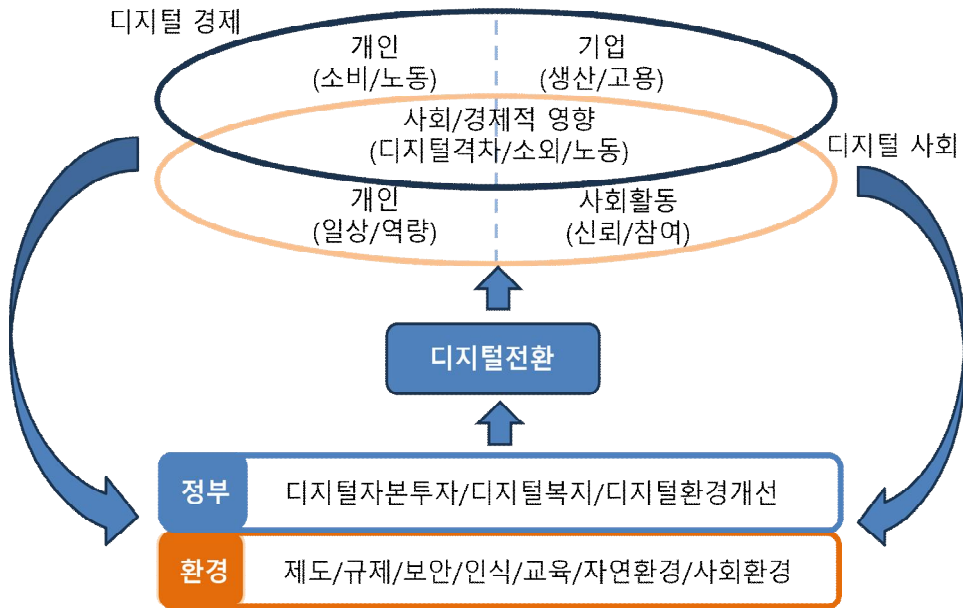 디지털 경제
개인
(소비/노동)
기업
(생산/고용)
사회/경제적 영향
(디지털격차/소외/노동)
디지털 사회
개인
(일상/역량)
사회활동
(신뢰/참여)
디지털전환
정부
디지털자본투자/디지털복지/디지털환경개선
환경
제도/규제/보안/인식/교육/자연환경/사회환경